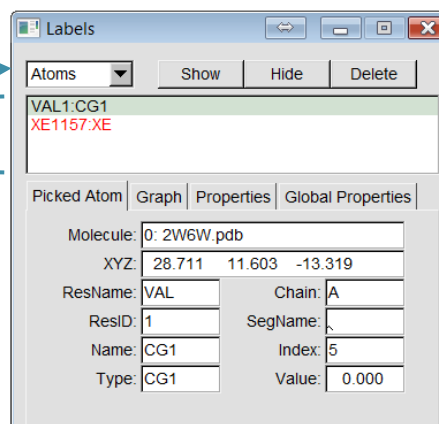 Labels
Atoms Show Hide Delete
VAL1:CG1
XE1157:XE
Picked Atom Graph Properties Global Properties
Molecule: 0: 2W6W.pdb
XYZ: 28.711 11.603 -13.319
ResName: VAL Chain: A
ResID: 1 SegName:
Name: CG1 Index: 5
Type: CG1 Value: 0.000